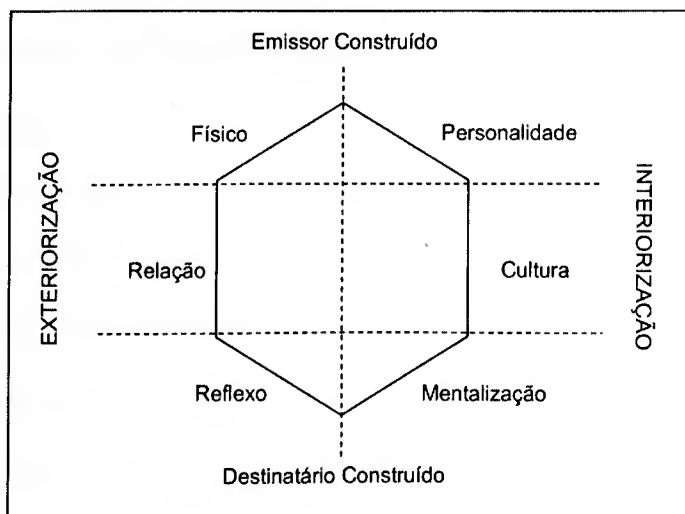 Emissor Construído
Físico
Personalidade
EXTERIORIZAÇÃO
INTERIORIZAÇÃO
Relação
Cultura
Reflexo
Mentalização
Destinatário Construído